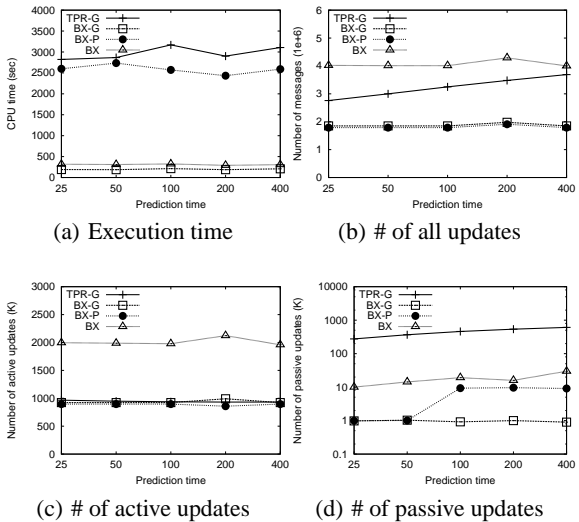 4000
3500
3000
2500
2000
1500
1000
500
0
CPU time (sec)
TPR-G
BX-G
BX-P
BX
25 50 100 200 400
Prediction time
(a) Execution time
6
5
4
3
2
1
0
Number of messages (1e+6)
TPR-G
BX-G
BX-P
BX
25 50 100 200 400
Prediction time
(b) # of all updates
3000
2500
2000
1500
1000
500
0
Number of active updates (K)
TPR-G
BX-G
BX-P
BX
25 50 100 200 400
Prediction time
(c) # of active updates
10000
1000
100
10
1
0.1
Number of passive updates (K)
TPR-G
BX-G
BX-P
BX
25 50 100 200 400
Prediction time
(d) # of passive updates